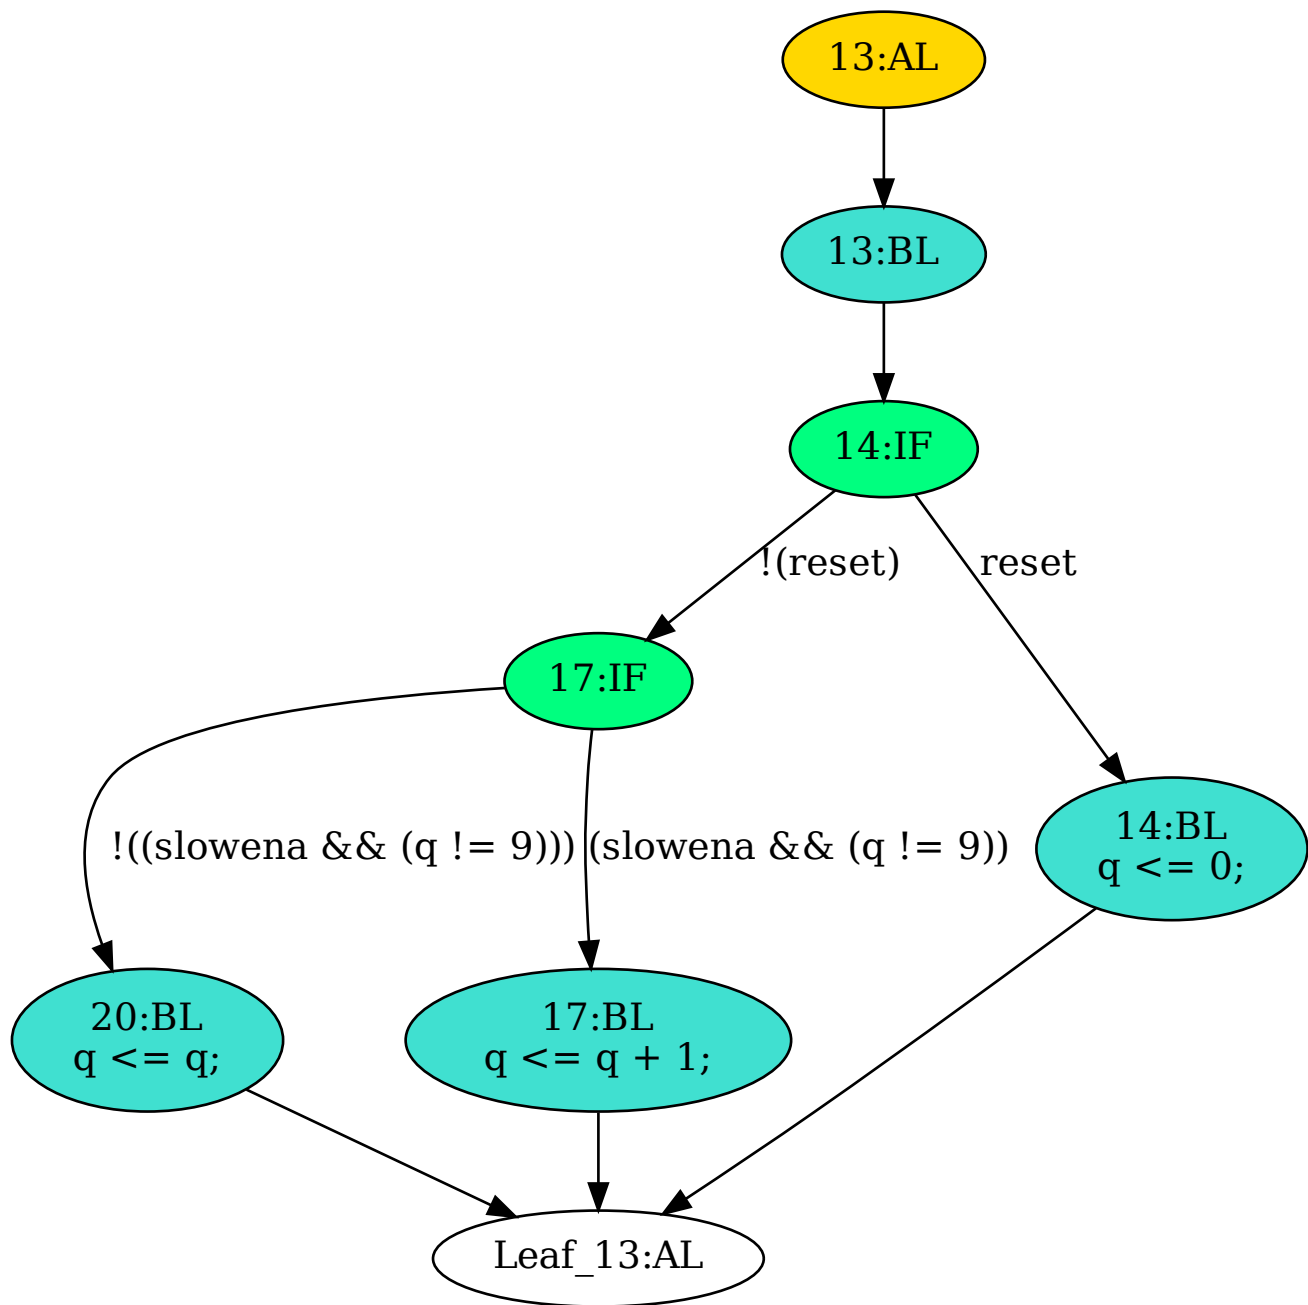 13:AL
13:BL
14:IF
!(reset)
reset
17:IF
!((slowena && (q != 9)))
(slowena && (q != 9))
14:BL
q <= 0;
20:BL
q <= q;
17:BL
q <= q + 1;
Leaf_13:AL